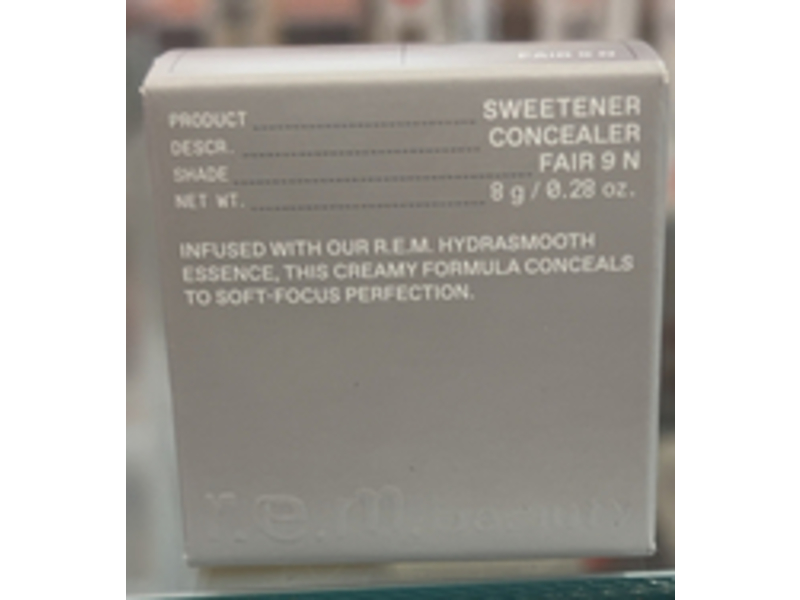 FAIR 9 N
PRODUCT SWEETENER
DESCR. CONCEALER
SHADE FAIR 9 N
NET WT. 8 g / 0.28 oz.
INFUSED WITH OUR R.E.M. HYDRASMOOTH
ESSENCE, THIS CREAMY FORMULA CONCEALS
TO SOFT-FOCUS PERFECTION.
r.e.m.beauty